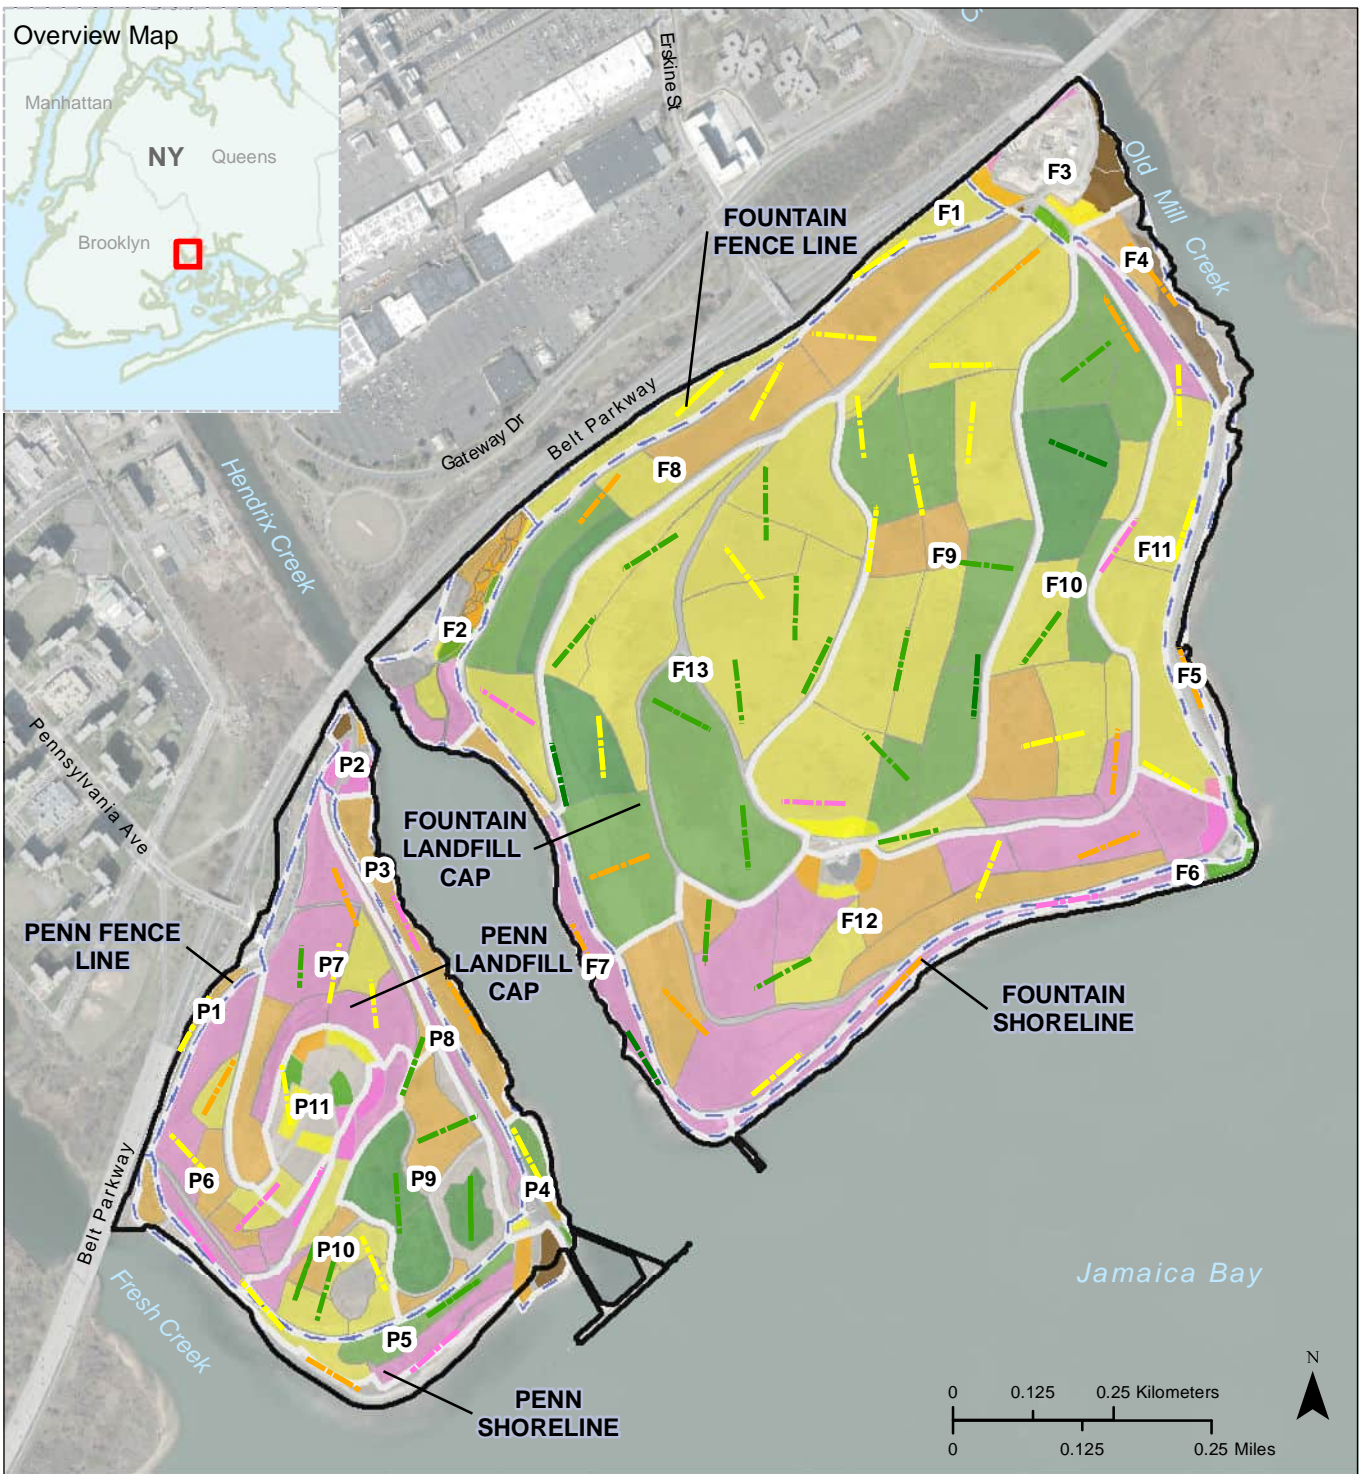 Overview Map
Manhattan
NY
Queens
Brooklyn
Erskine St
Old Mill Creek
F3
F1
FOUNTAIN
FENCE LINE
F4
Gateway Dr
Belt Parkway
F8
Hendrix Creek
F9
F11
F10
F2
F13
F5
Pennsylvania Ave
P2
FOUNTAIN
LANDFILL
CAP
P3
F6
F12
PENN FENCE
LINE
PENN
LANDFILL
CAP
P7
F7
P1
FOUNTAIN
SHORELINE
P8
P11
P6
P9
P4
Belt Parkway
P10
Jamaica Bay
Fresh Creek
P5
PENN
SHORELINE
N
0 0.125 0.25 Kilometers
0 0.125 0.25 Miles